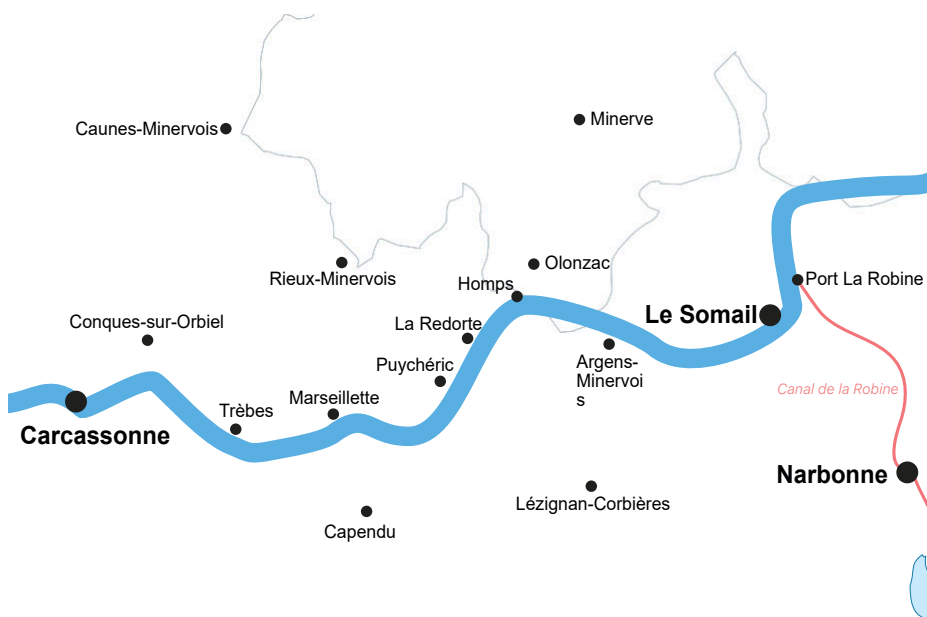 Caunes-Minervois
Minerve
Rieux-Minervois
Olonzac
Homps
Port La Robine
Conques-sur-Orbiel
La Redorte
Le Somail
Puychéric
Argens-
Minervoi
s
Marseillette
Canal de la Robine
Trèbes
Carcassonne
Narbonne
Lézignan-Corbières
Capendu